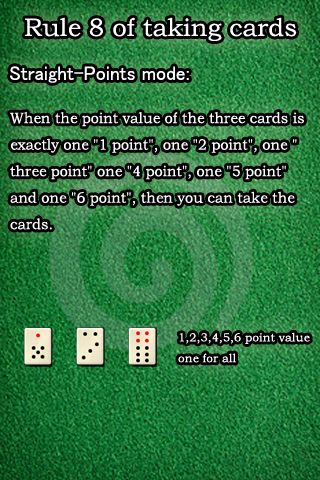 Rule 8 of taking cards
Straight-Points mode:
When the point value of the three cards is
exactly one "1 point", one "2 point", one "
three point" one "4 point", one "5 point"
and one "6 point", then you can take the
cards.
1,2,3,4,5,6 point value
one for all